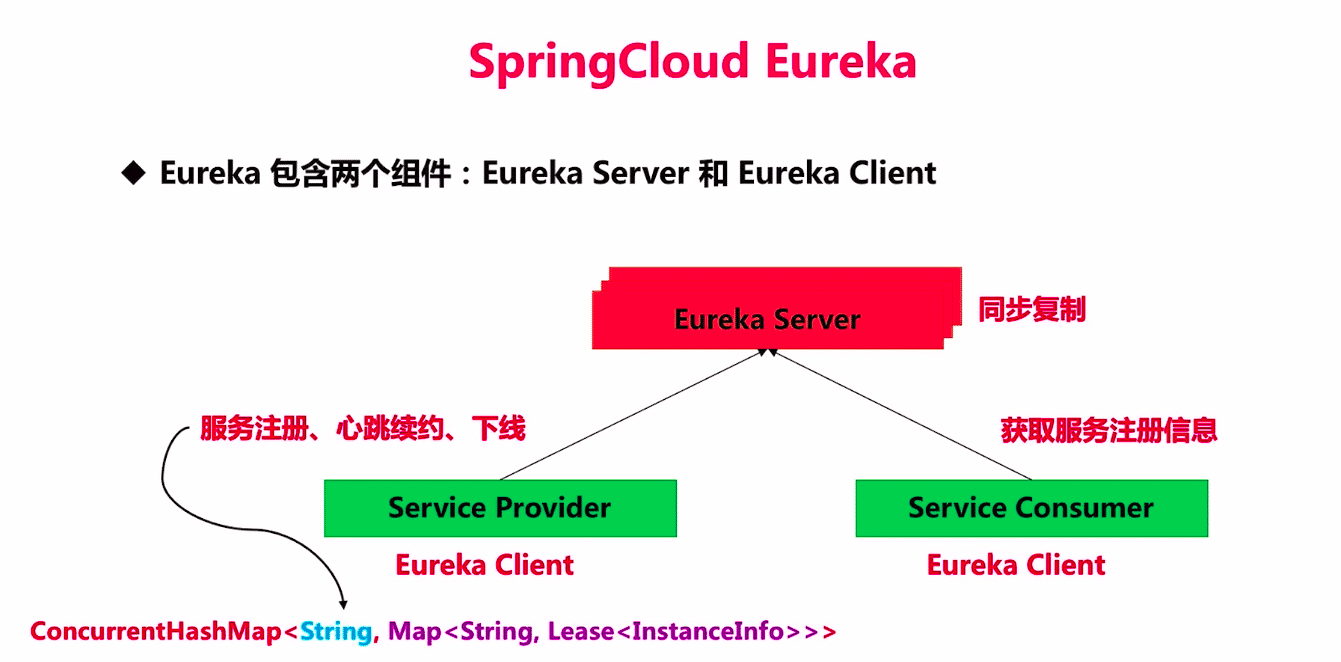 SpringCloud Eureka
◆ Eureka 包含两个组件：Eureka Server 和 Eureka Client
Eureka Server
同步复制
服务注册、心跳续约、下线
获取服务注册信息
Service Provider
Service Consumer
Eureka Client
Eureka Client
ConcurrentHashMap<String, Map<String, Lease<InstanceInfo>>>